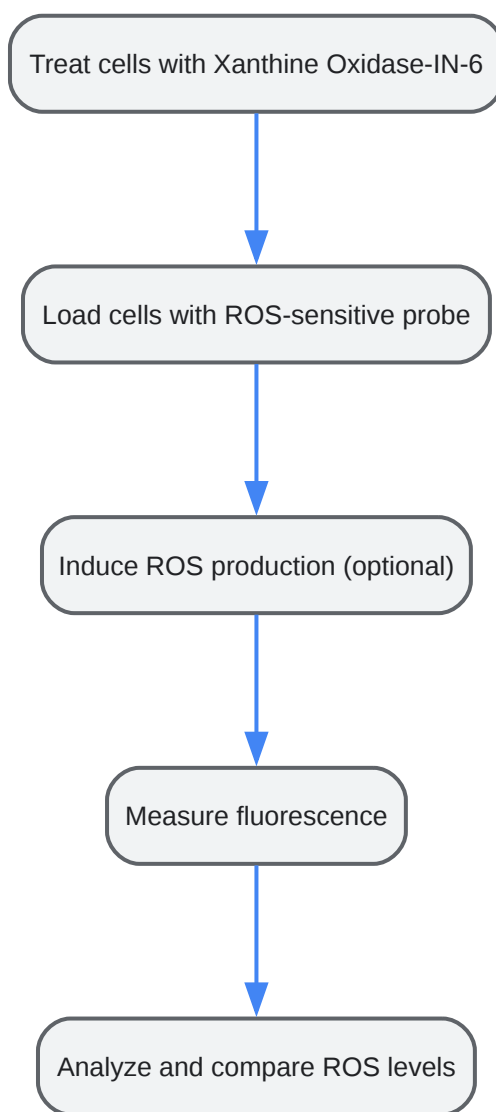 Treat cells with Xanthine Oxidase-IN-6
Load cells with ROS-sensitive probe
Induce ROS production (optional)
Measure fluorescence
Analyze and compare ROS levels